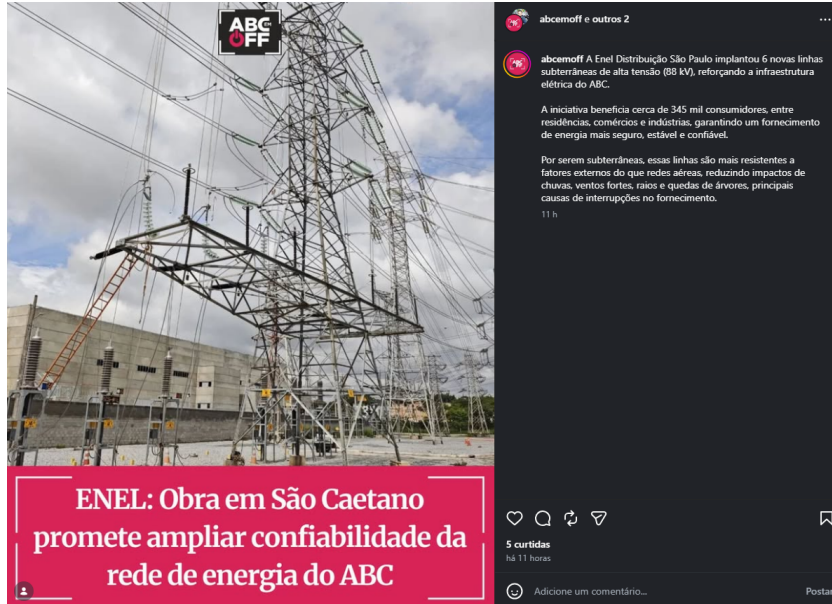 ABC EM
OFF
ENEL: Obra em São Caetano
promete ampliar confiabilidade da
rede de energia do ABC
abcemoff e outros 2
abcemoff A Enel Distribuição São Paulo implantou 6 novas linhas
subterrâneas de alta tensão (88 kV), reforçando a infraestrutura
elétrica do ABC.
A iniciativa beneficia cerca de 345 mil consumidores, entre
residências, comércios e indústrias, garantindo um fornecimento
de energia mais seguro, estável e confiável.
Por serem subterrâneas, essas linhas são mais resistentes a
fatores externos do que redes aéreas, reduzindo impactos de
chuvas, ventos fortes, raios e quedas de árvores, principais
causas de interrupções no fornecimento.
11 h
5 curtidas
há 11 horas
Adicione um comentário...
Postar